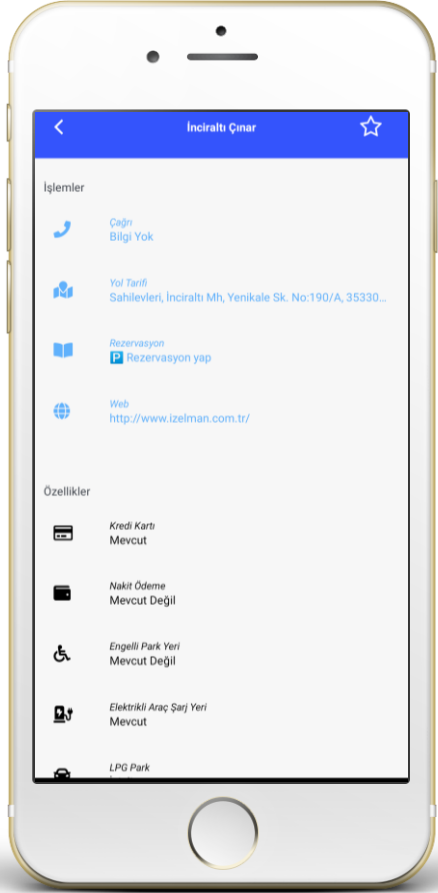 İnciraltı Çınar
İşlemler
Çağrı
Bilgi Yok
Yol Tarifi
Sahilevleri, İnciraltı Mh, Yenikale Sk. No:190/A, 35330...
Rezervasyon
P Rezervasyon yap
Web
http://www.izelman.com.tr/
Özellikler
Kredi Kartı
Mevcut
Nakit Ödeme
Mevcut Değil
Engelli Park Yeri
Mevcut Değil
Elektrikli Araç Şarj Yeri
Mevcut
LPG Park